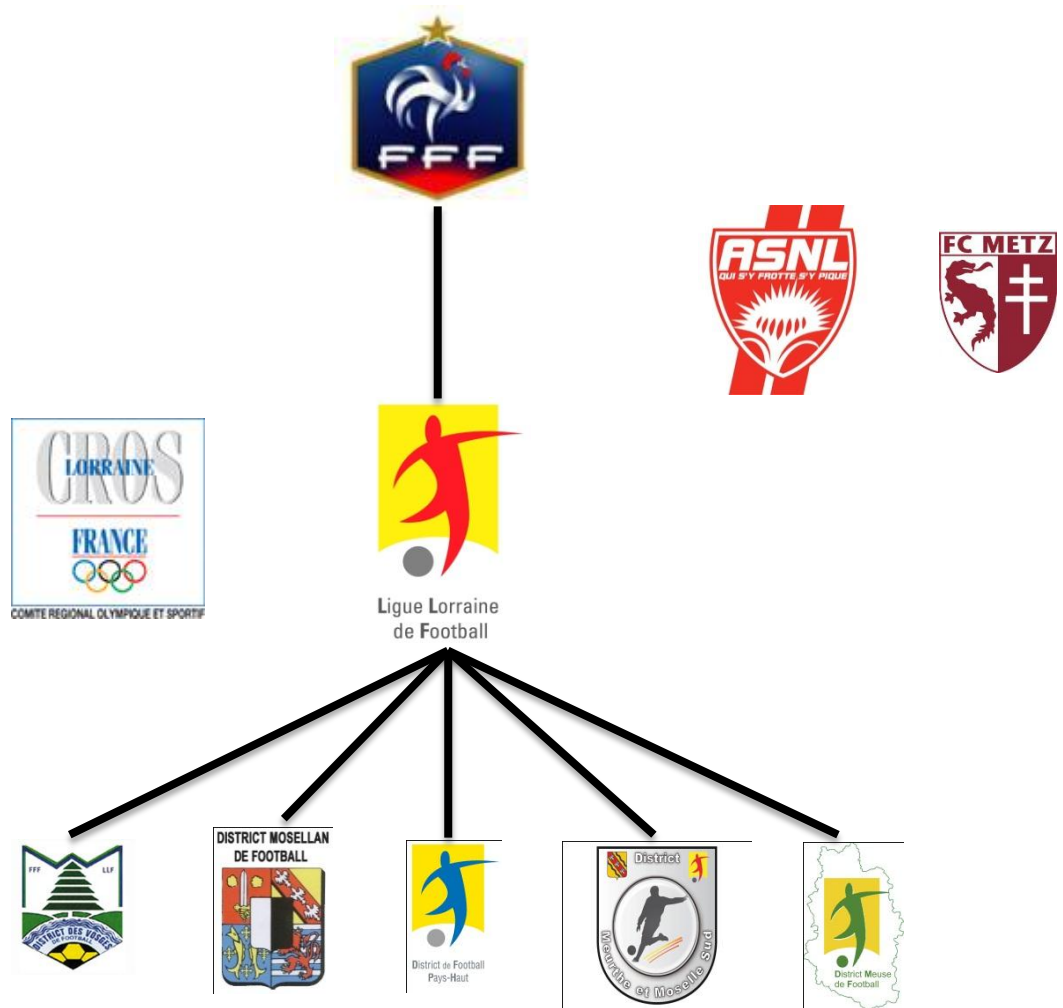 FFF
ASNL
QUI S'Y FROTTE S'Y PIQUE
FC METZ
CROS
LORRAINE
FRANCE
COMITE REGIONAL OLYMPIQUE ET SPORTIF
Ligue Lorraine
de Football
FFF
LLF
DISTRICT DES VOSGES
DE FOOTBALL
DISTRICT MOSELLAN
DE FOOTBALL
District de Football
Pays-Haut
District
Meurthe et Moselle Sud
District Meuse
de Football